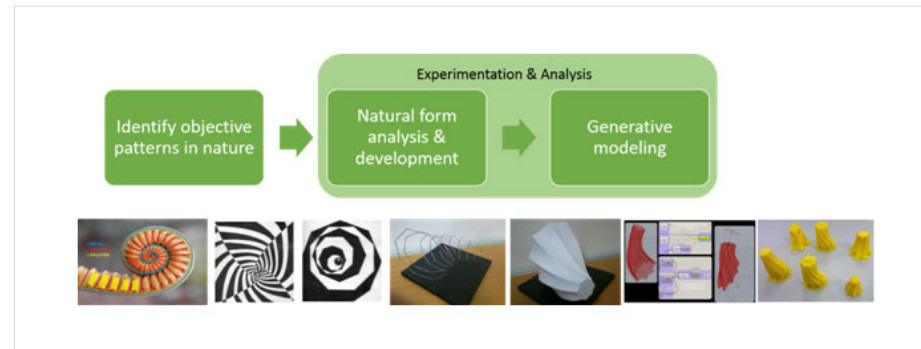 Experimentation & Analysis
Identify objective
patterns in nature
Natural form
analysis &
development
Generative
modeling